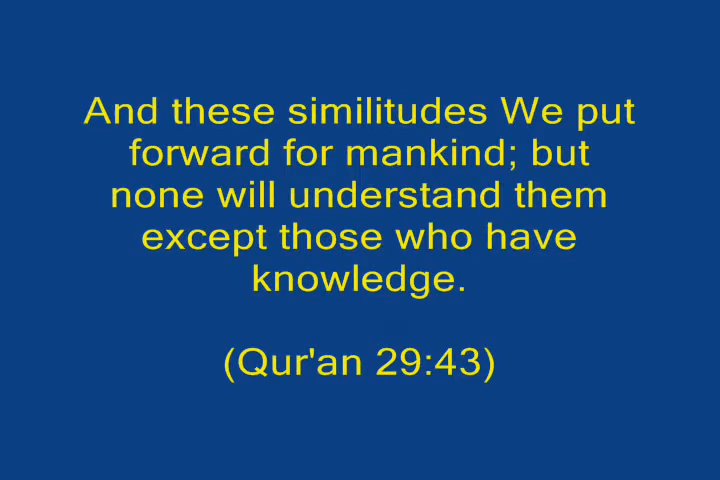 And these similitudes We put
forward for mankind; but
none will understand them
except those who have
knowledge.
(Qur'an 29:43)